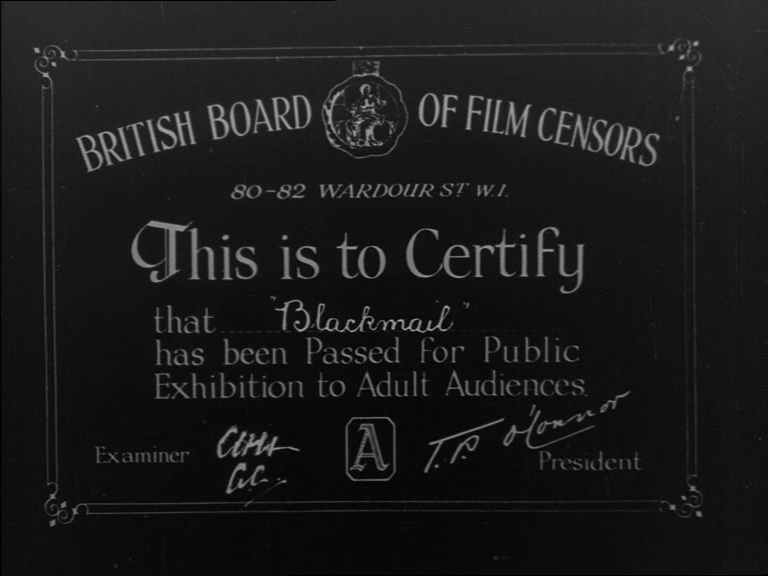 BRITISH BOARD OF FILM CENSORS
80-82 WARDOUR ST. W.1.
This is to Certify
that "Blackmail"
has been Passed for Public
Exhibition to Adult Audiences.
Examiner A T. P. O'Connor
President